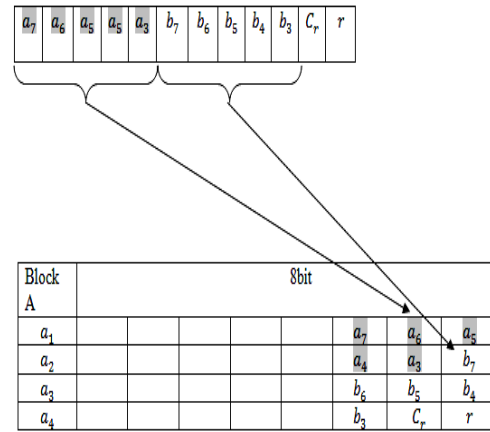 a₇ a₆ a₅ a₅ a₃ b₇ b₆ b₅ b₄ b₃ Cᵣ r
Block A 8bit
a₁ a₇ a₆ a₅
a₂ a₄ a₃ b₇
a₃ b₆ b₅ b₄
a₄ b₃ Cᵣ r